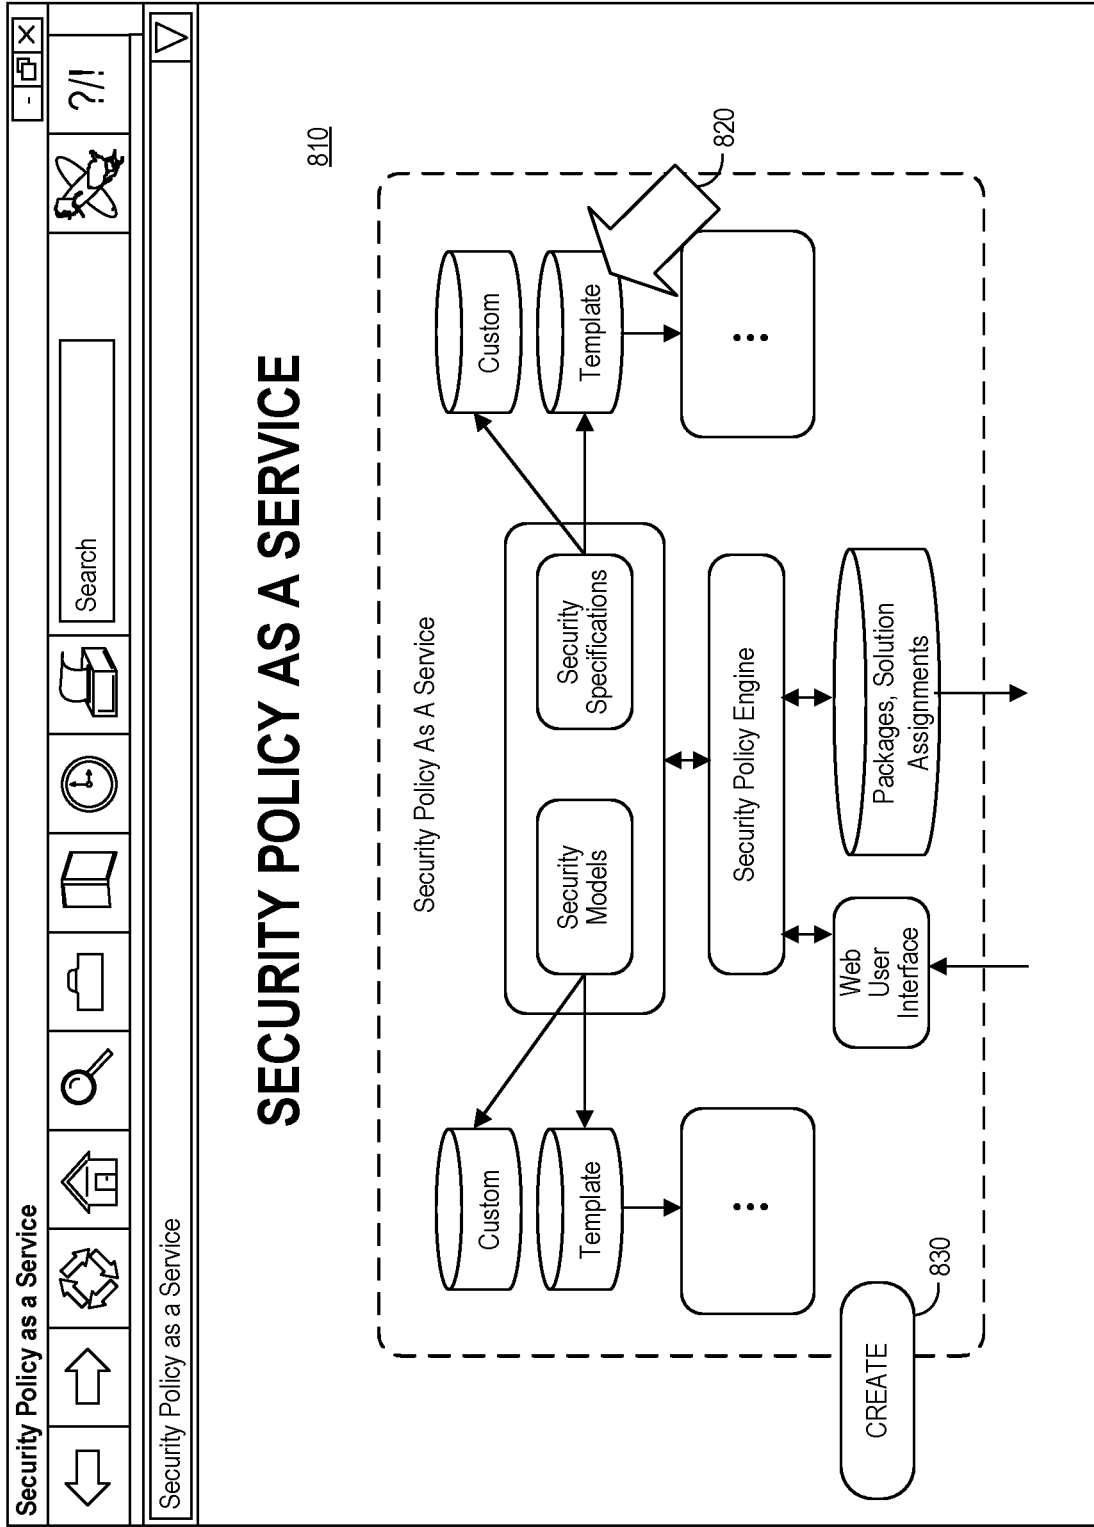 Security Policy as a Service
- X
Search
?/!
Security Policy as a Service
SECURITY POLICY AS A SERVICE
810
Security Policy As A Service
Custom
Custom
Template
Security
Models
Security
Specifications
Template
820
...
...
Security Policy Engine
Web
User
Interface
Packages, Solution
Assignments
CREATE
830